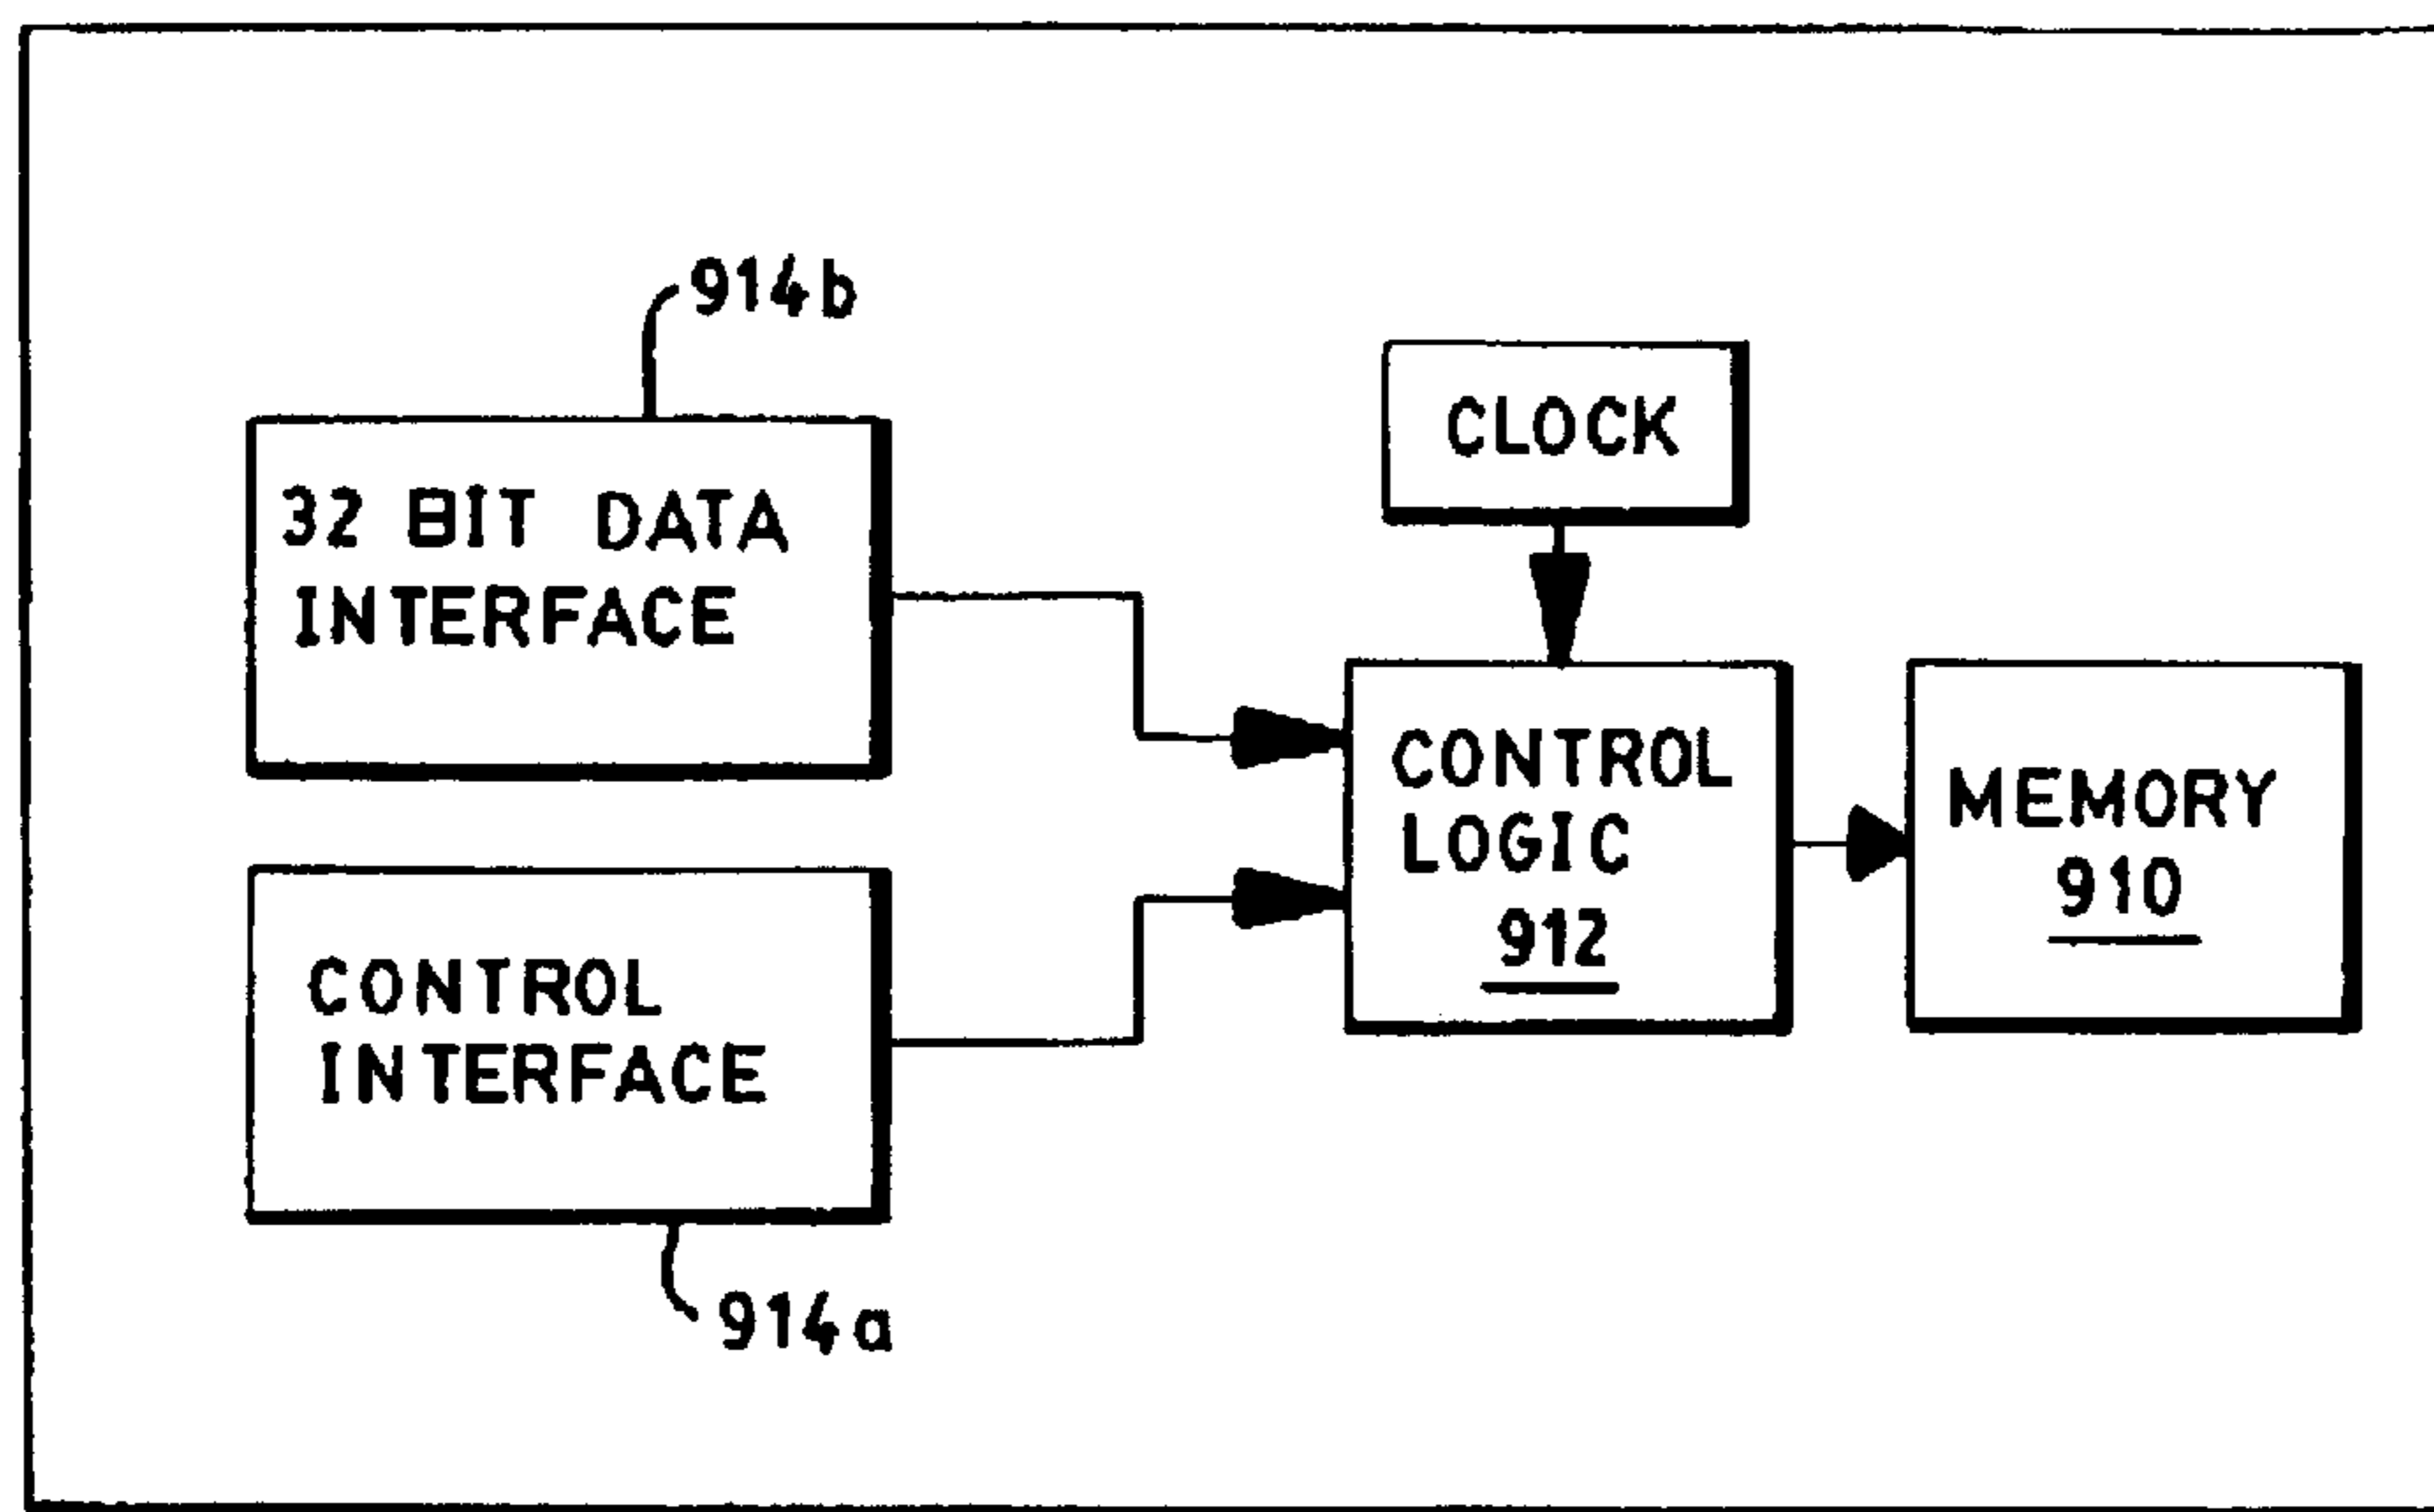 914b
32 BIT DATA
INTERFACE
CLOCK
CONTROL
LOGIC
912
MEMORY
910
CONTROL
INTERFACE
914a